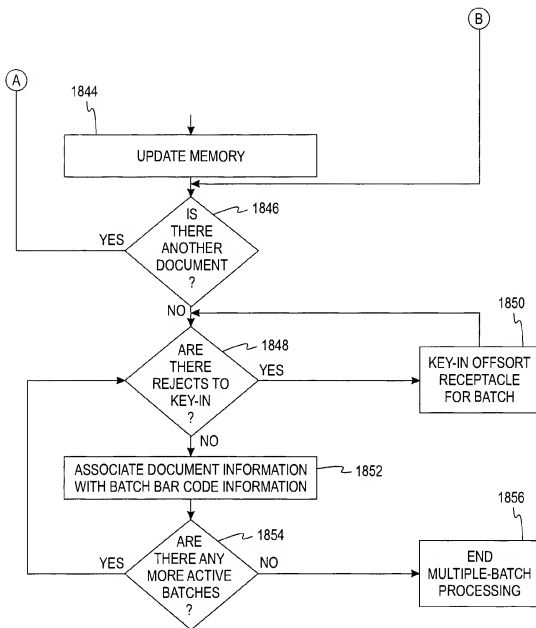 B
A
1844
UPDATE MEMORY
1846
IS
THERE
ANOTHER
DOCUMENT
?
YES
NO
1848
ARE
THERE
REJECTS TO
KEY-IN
?
YES
1850
KEY-IN OFFSORT
RECEPTACLE
FOR BATCH
NO
ASSOCIATE DOCUMENT INFORMATION
WITH BATCH BAR CODE INFORMATION
1852
1854
ARE
THERE ANY
MORE ACTIVE
BATCHES
?
YES
NO
1856
END
MULTIPLE-BATCH
PROCESSING